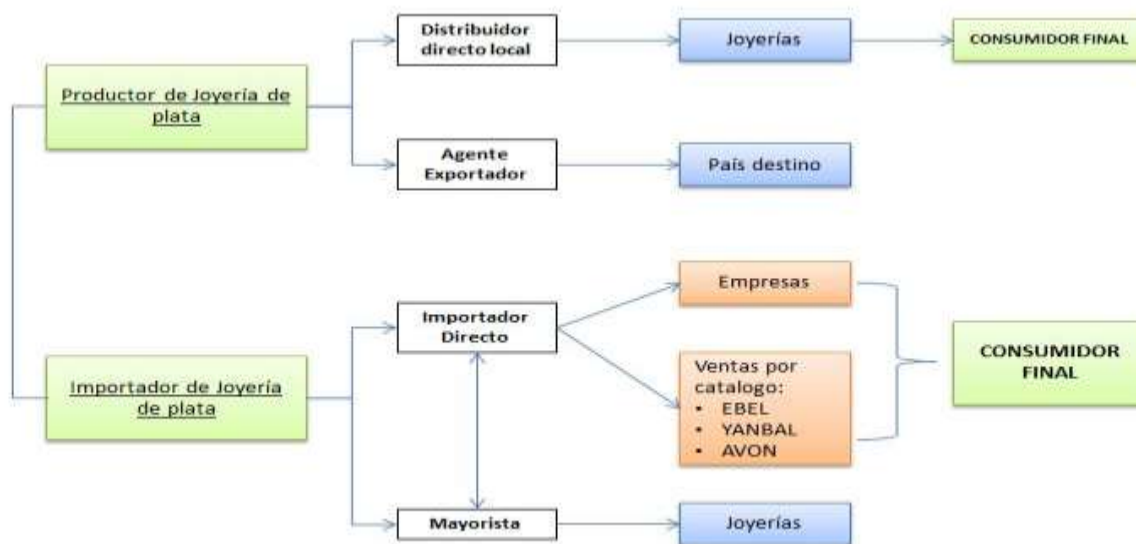 Distribuidor
directo local
Joyerías
CONSUMIDOR FINAL
Productor de Joyería de
plata
Agente
Exportador
País destino
Empresas
Importador
Directo
CONSUMIDOR
FINAL
Ventas por
catalogo:
• EBEL
• YANBAL
• AVON
Importador de Joyería
de plata
Mayorista
Joyerías